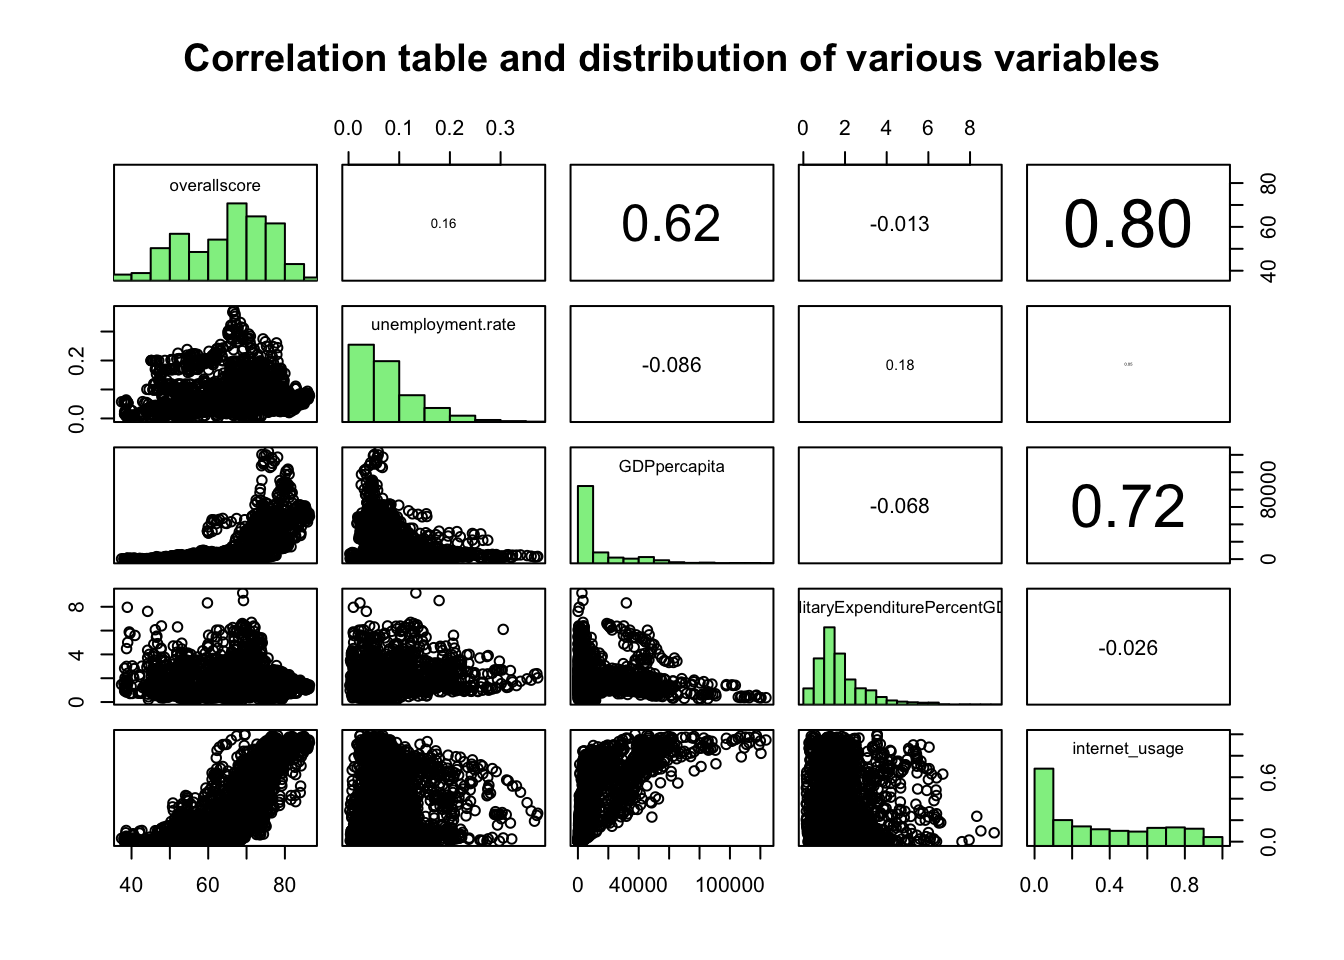 Correlation table and distribution of various variables
0.0 0.1 0.2 0.3
0 2 4 6 8
overallscore
0.16
0.62
-0.013
0.80
40 60 80
0.0 0.2
unemployment.rate
-0.086
0.18
GDPpercapita
-0.068
0.72
0 80000
0 4 8
litaryExpenditurePercentGD
-0.026
internet_usage
0.0 0.6
40 60 80
0 40000 100000
0.0 0.4 0.8